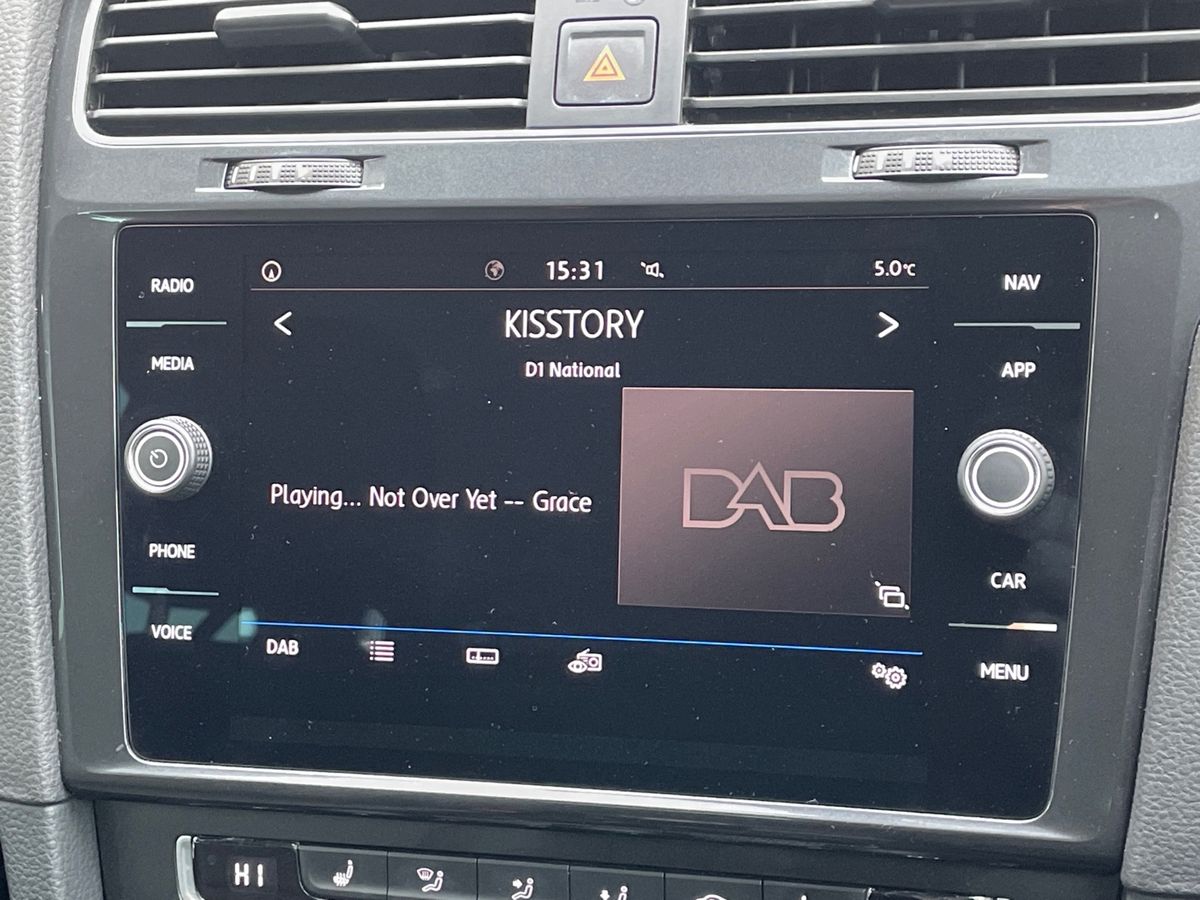 15:31
5.0°C
RADIO
NAV
< KISSTORY >
D1 National
MEDIA
APP
DAB
Playing... Not Over Yet -- Grace
PHONE
CAR
VOICE
DAB
MENU
HI